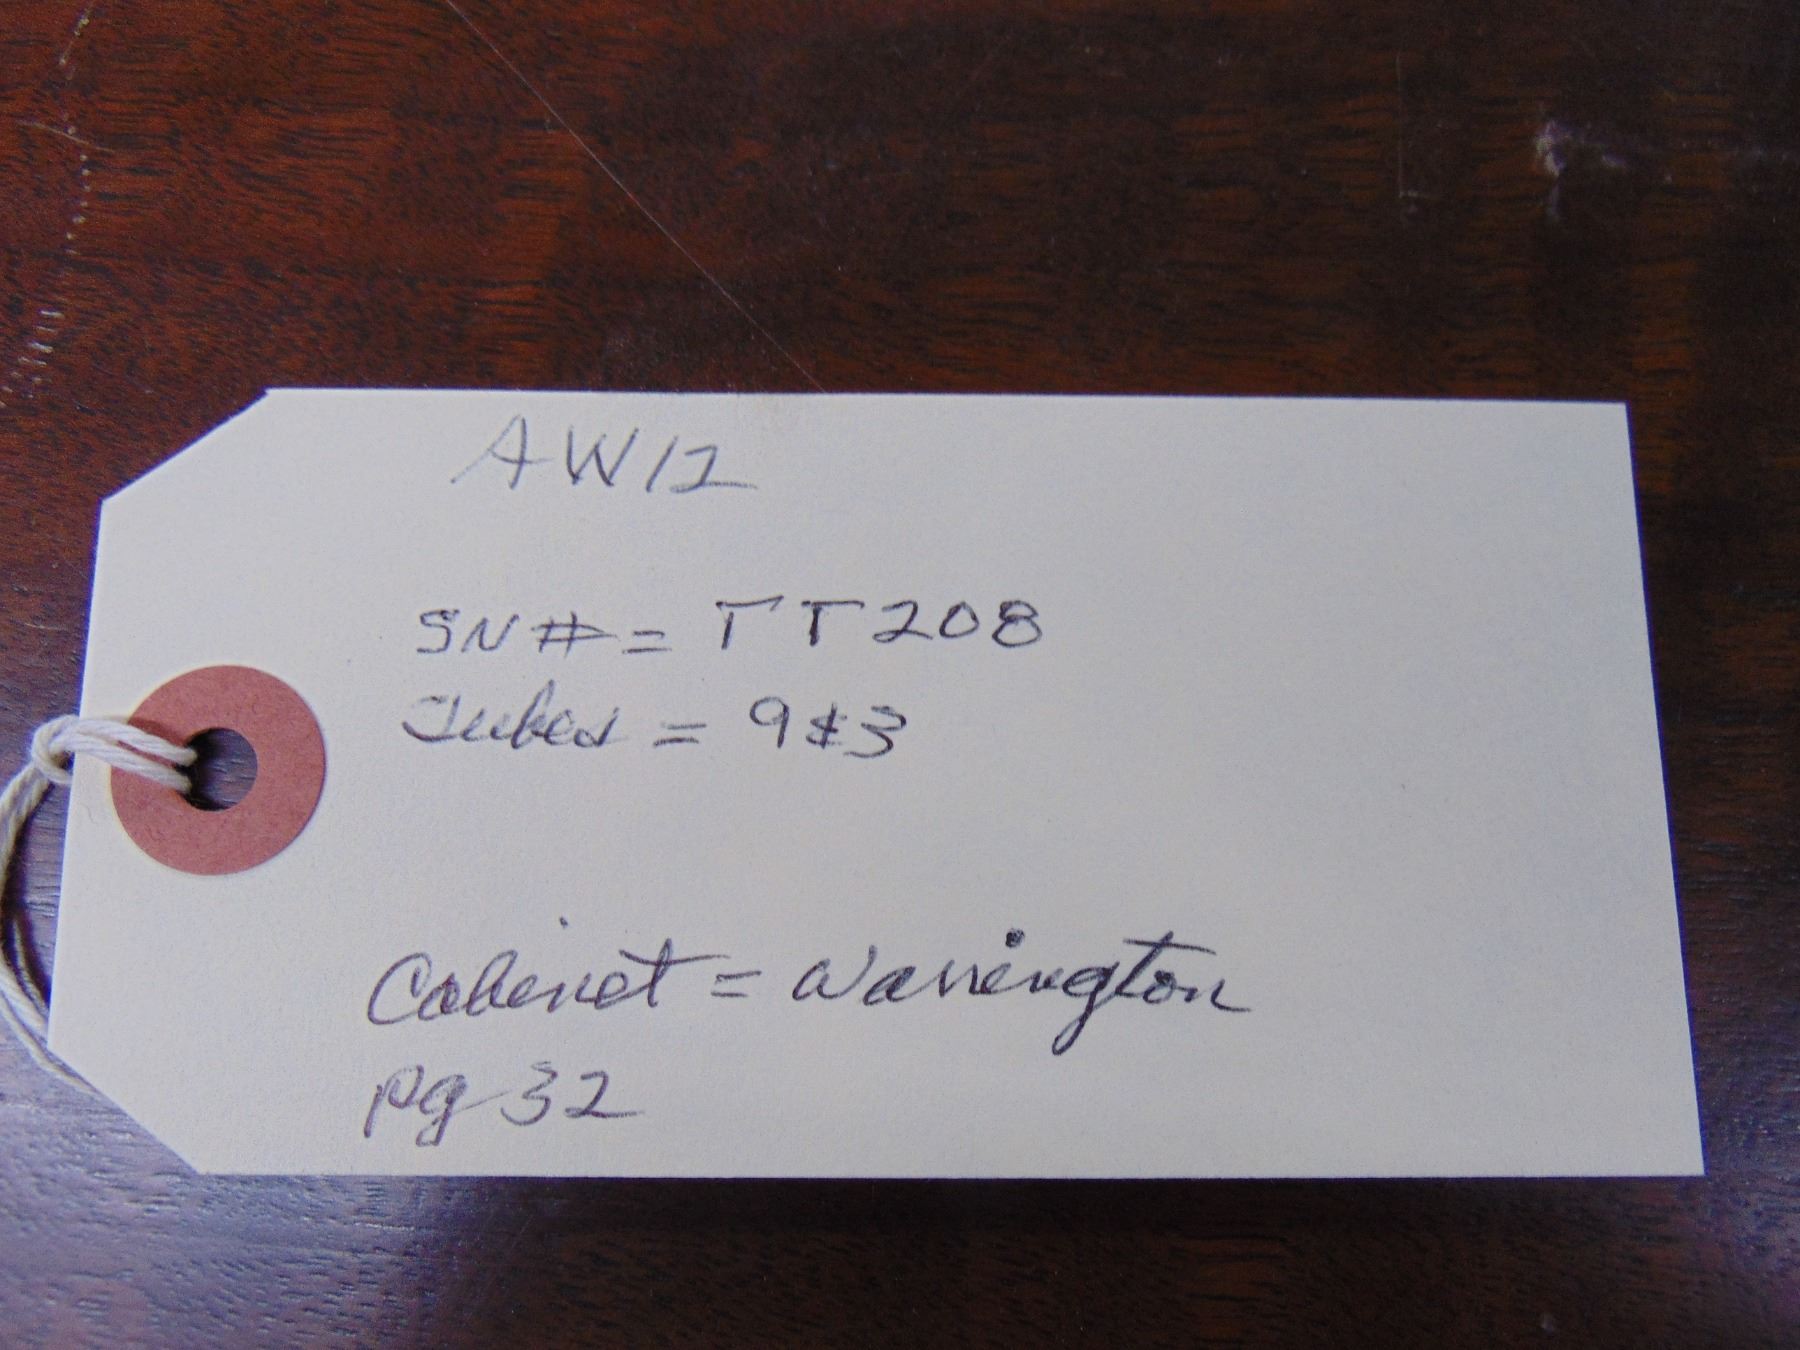 AW12
SN# = TT208
Tubes = 9 & 3
Cabinet = Warrington
pg 32